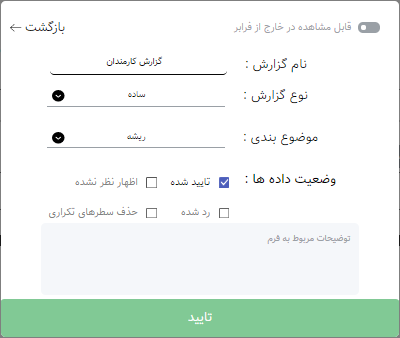 قابل مشاهده در خارج از فرابر
بازگشت ←
نام گزارش : گزارش کارمندان
نوع گزارش : ساده
موضوع بندی : ریشه
وضعیت داده ها : تایید شده اظهار نظر نشده
رد شده حذف سطرهای تکراری
توضیحات مربوط به فرم
تایید